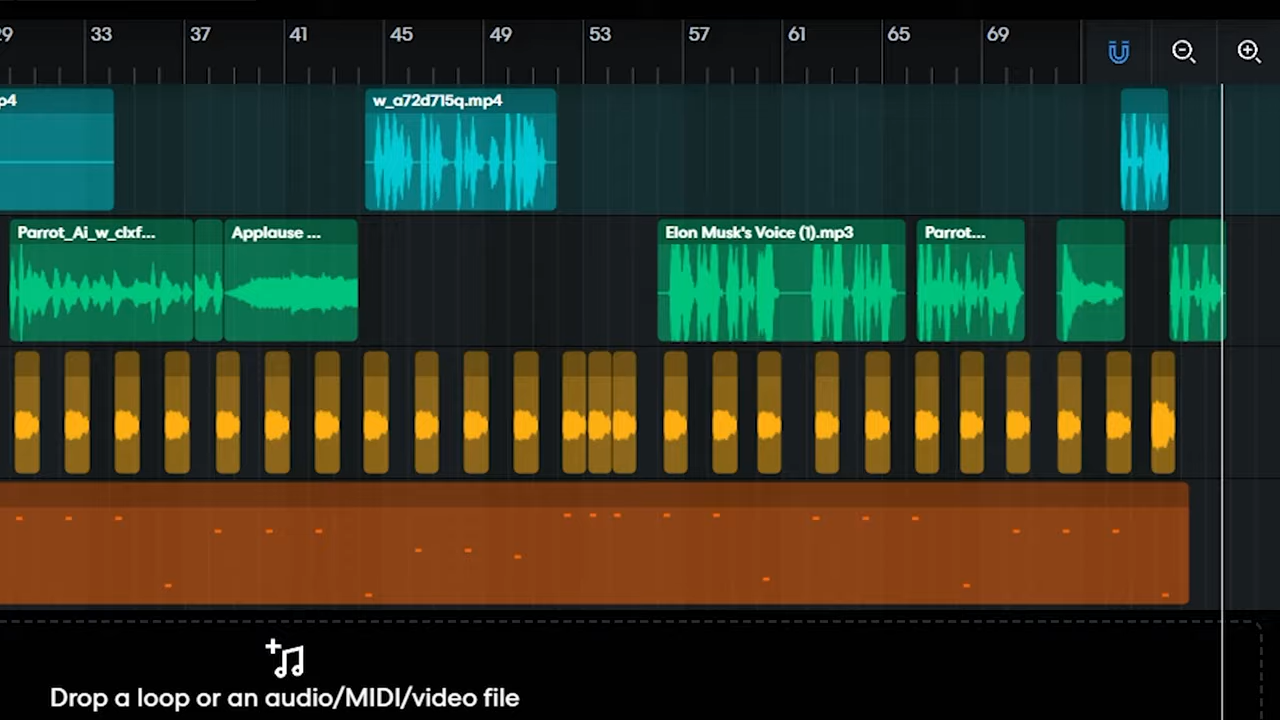 29 33 37 41 45 49 53 57 61 65 69
p4 w_a72d715q.mp4
Parrot_Ai_w_clxf... Applause ... Elon Musk's Voice (1).mp3 Parrot...
Drop a loop or an audio/MIDI/video file